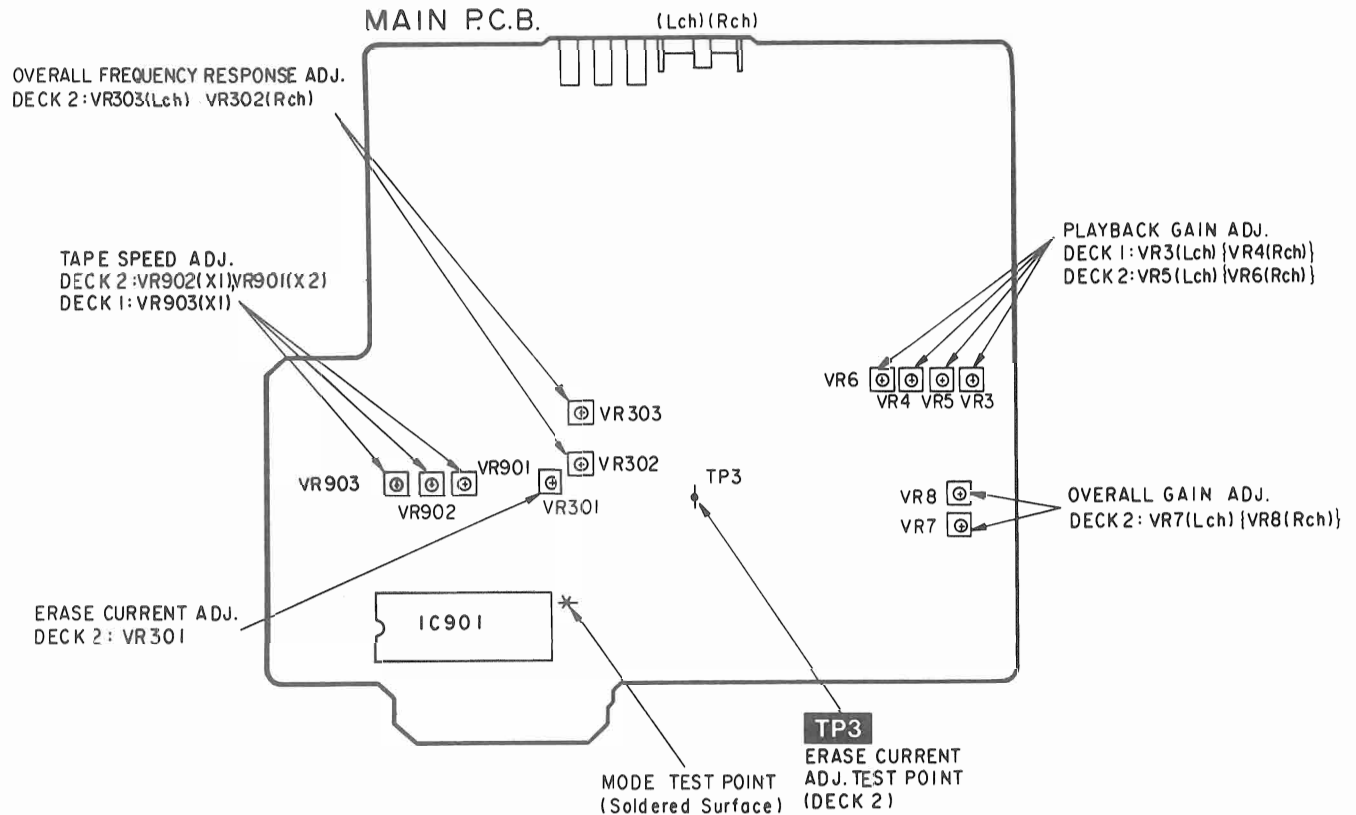 MAIN P.C.B.
(Lch)(Rch)
OVERALL FREQUENCY RESPONSE ADJ.
DECK 2:VR303(Lch) VR302(Rch)
TAPE SPEED ADJ.
DECK 2:VR902(X1),VR901(X2)
DECK 1:VR903(X1)
PLAYBACK GAIN ADJ.
DECK 1:VR3(Lch){VR4(Rch)}
DECK 2:VR5(Lch){VR6(Rch)}
VR6
VR4 VR5 VR3
VR303
VR302
VR901
VR903
VR902
VR301
TP3
VR8
VR7
OVERALL GAIN ADJ.
DECK 2: VR7(Lch){VR8(Rch)}
ERASE CURRENT ADJ.
DECK 2: VR301
IC901
TP3
ERASE CURRENT
ADJ. TEST POINT
(DECK 2)
MODE TEST POINT
(Soldered Surface)